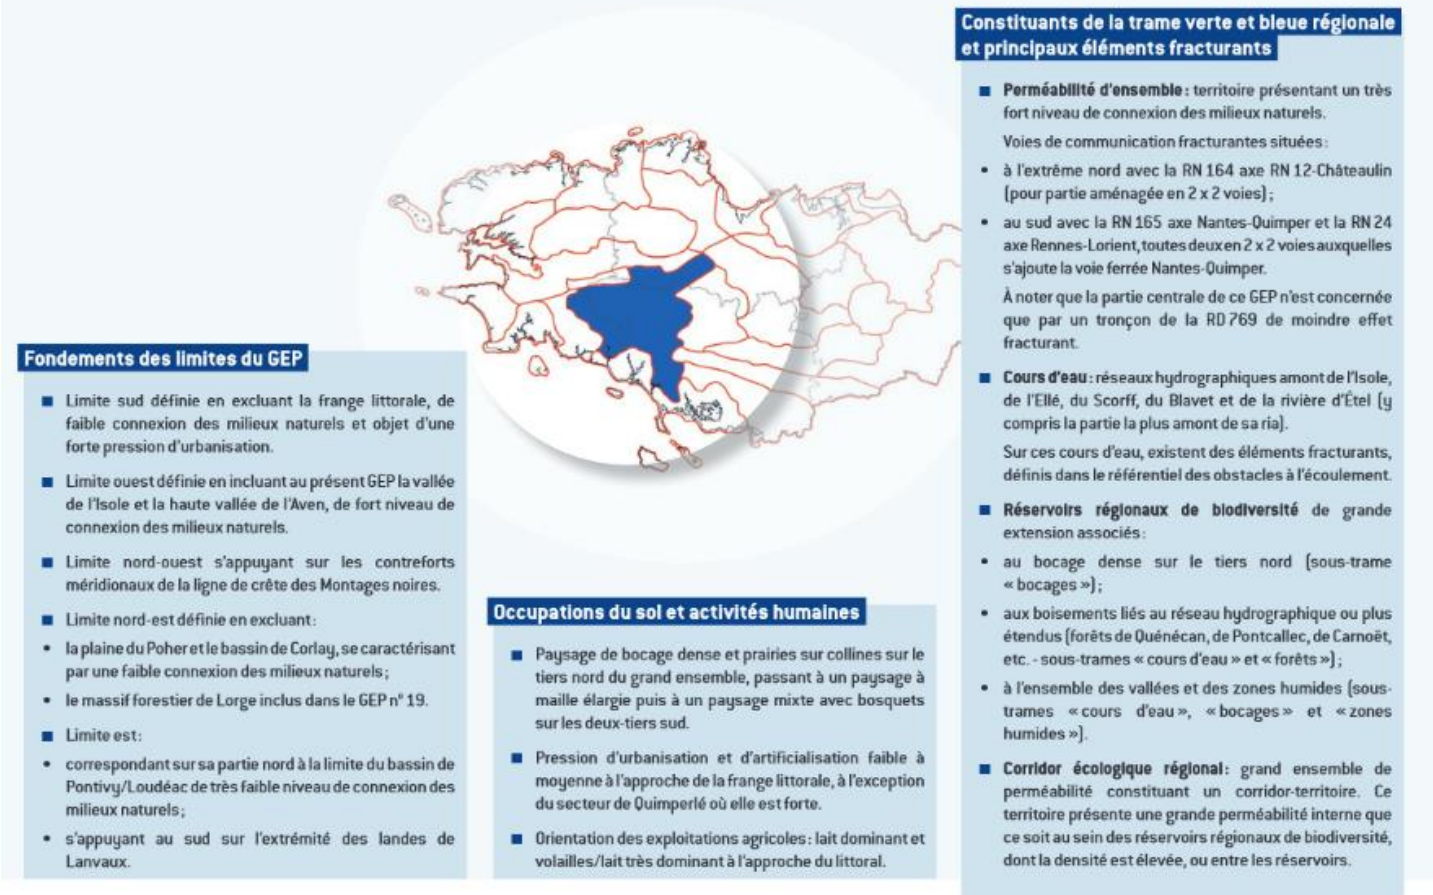 Fondements des limites du GEP
■ Limite sud définie en excluant la frange littorale, de
faible connexion des milieux naturels et objet d'une
forte pression d'urbanisation.
■ Limite ouest définie en incluant au présent GEP la vallée
de l'Isole et la haute vallée de l'Aven, de fort niveau de
connexion des milieux naturels.
■ Limite nord-ouest s'appuyant sur les contreforts
méridionaux de la ligne de crête des Montages noires.
■ Limite nord-est définie en excluant :
• la plaine du Poher et le bassin de Corlay, se caractérisant
par une faible connexion des milieux naturels ;
• le massif forestier de Lorge inclus dans le GEP n° 19.
■ Limite est :
• correspondant sur sa partie nord à la limite du bassin de
Pontivy/Loudéac de très faible niveau de connexion des
milieux naturels ;
• s'appuyant au sud sur l'extrémité des landes de
Lanvaux.
Occupations du sol et activités humaines
■ Paysage de bocage dense et prairies sur collines sur le
tiers nord du grand ensemble, passant à un paysage à
maille élargie puis à un paysage mixte avec bosquets
sur les deux-tiers sud.
■ Pression d'urbanisation et d'artificialisation faible à
moyenne à l'approche de la frange littorale, à l'exception
du secteur de Quimperlé où elle est forte.
■ Orientation des exploitations agricoles : lait dominant et
volailles/lait très dominant à l'approche du littoral.
Constituants de la trame verte et bleue régionale
et principaux éléments fracturants
■ Perméabilité d'ensemble : territoire présentant un très
fort niveau de connexion des milieux naturels.
Voies de communication fracturantes situées :
• à l'extrême nord avec la RN 164 axe RN 12-Châteaulin
(pour partie aménagée en 2 x 2 voies) ;
• au sud avec la RN 165 axe Nantes-Quimper et la RN 24
axe Rennes-Lorient, toutes deux en 2 x 2 voies auxquelles
s'ajoute la voie ferrée Nantes-Quimper.
À noter que la partie centrale de ce GEP n'est concernée
que par un tronçon de la RD 769 de moindre effet
fracturant.
■ Cours d'eau : réseaux hydrographiques amont de l'Isole,
de l'Ellé, du Scorff, du Blavet et de la rivière d'Étel (y
compris la partie la plus amont de sa ria).
Sur ces cours d'eau, existent des éléments fracturants,
définis dans le référentiel des obstacles à l'écoulement.
■ Réservoirs régionaux de biodiversité de grande
extension associés :
• au bocage dense sur le tiers nord (sous-trame
« bocages ») ;
• aux boisements liés au réseau hydrographique ou plus
étendus (forêts de Quénécan, de Pontcallec, de Carnoët,
etc. - sous-trames « cours d'eau » et « forêts ») ;
• à l'ensemble des vallées et des zones humides (sous-
trames « cours d'eau », « bocages » et « zones
humides »).
■ Corridor écologique régional : grand ensemble de
perméabilité constituant un corridor-territoire. Ce
territoire présente une grande perméabilité interne que
ce soit au sein des réservoirs régionaux de biodiversité,
dont la densité est élevée, ou entre les réservoirs.